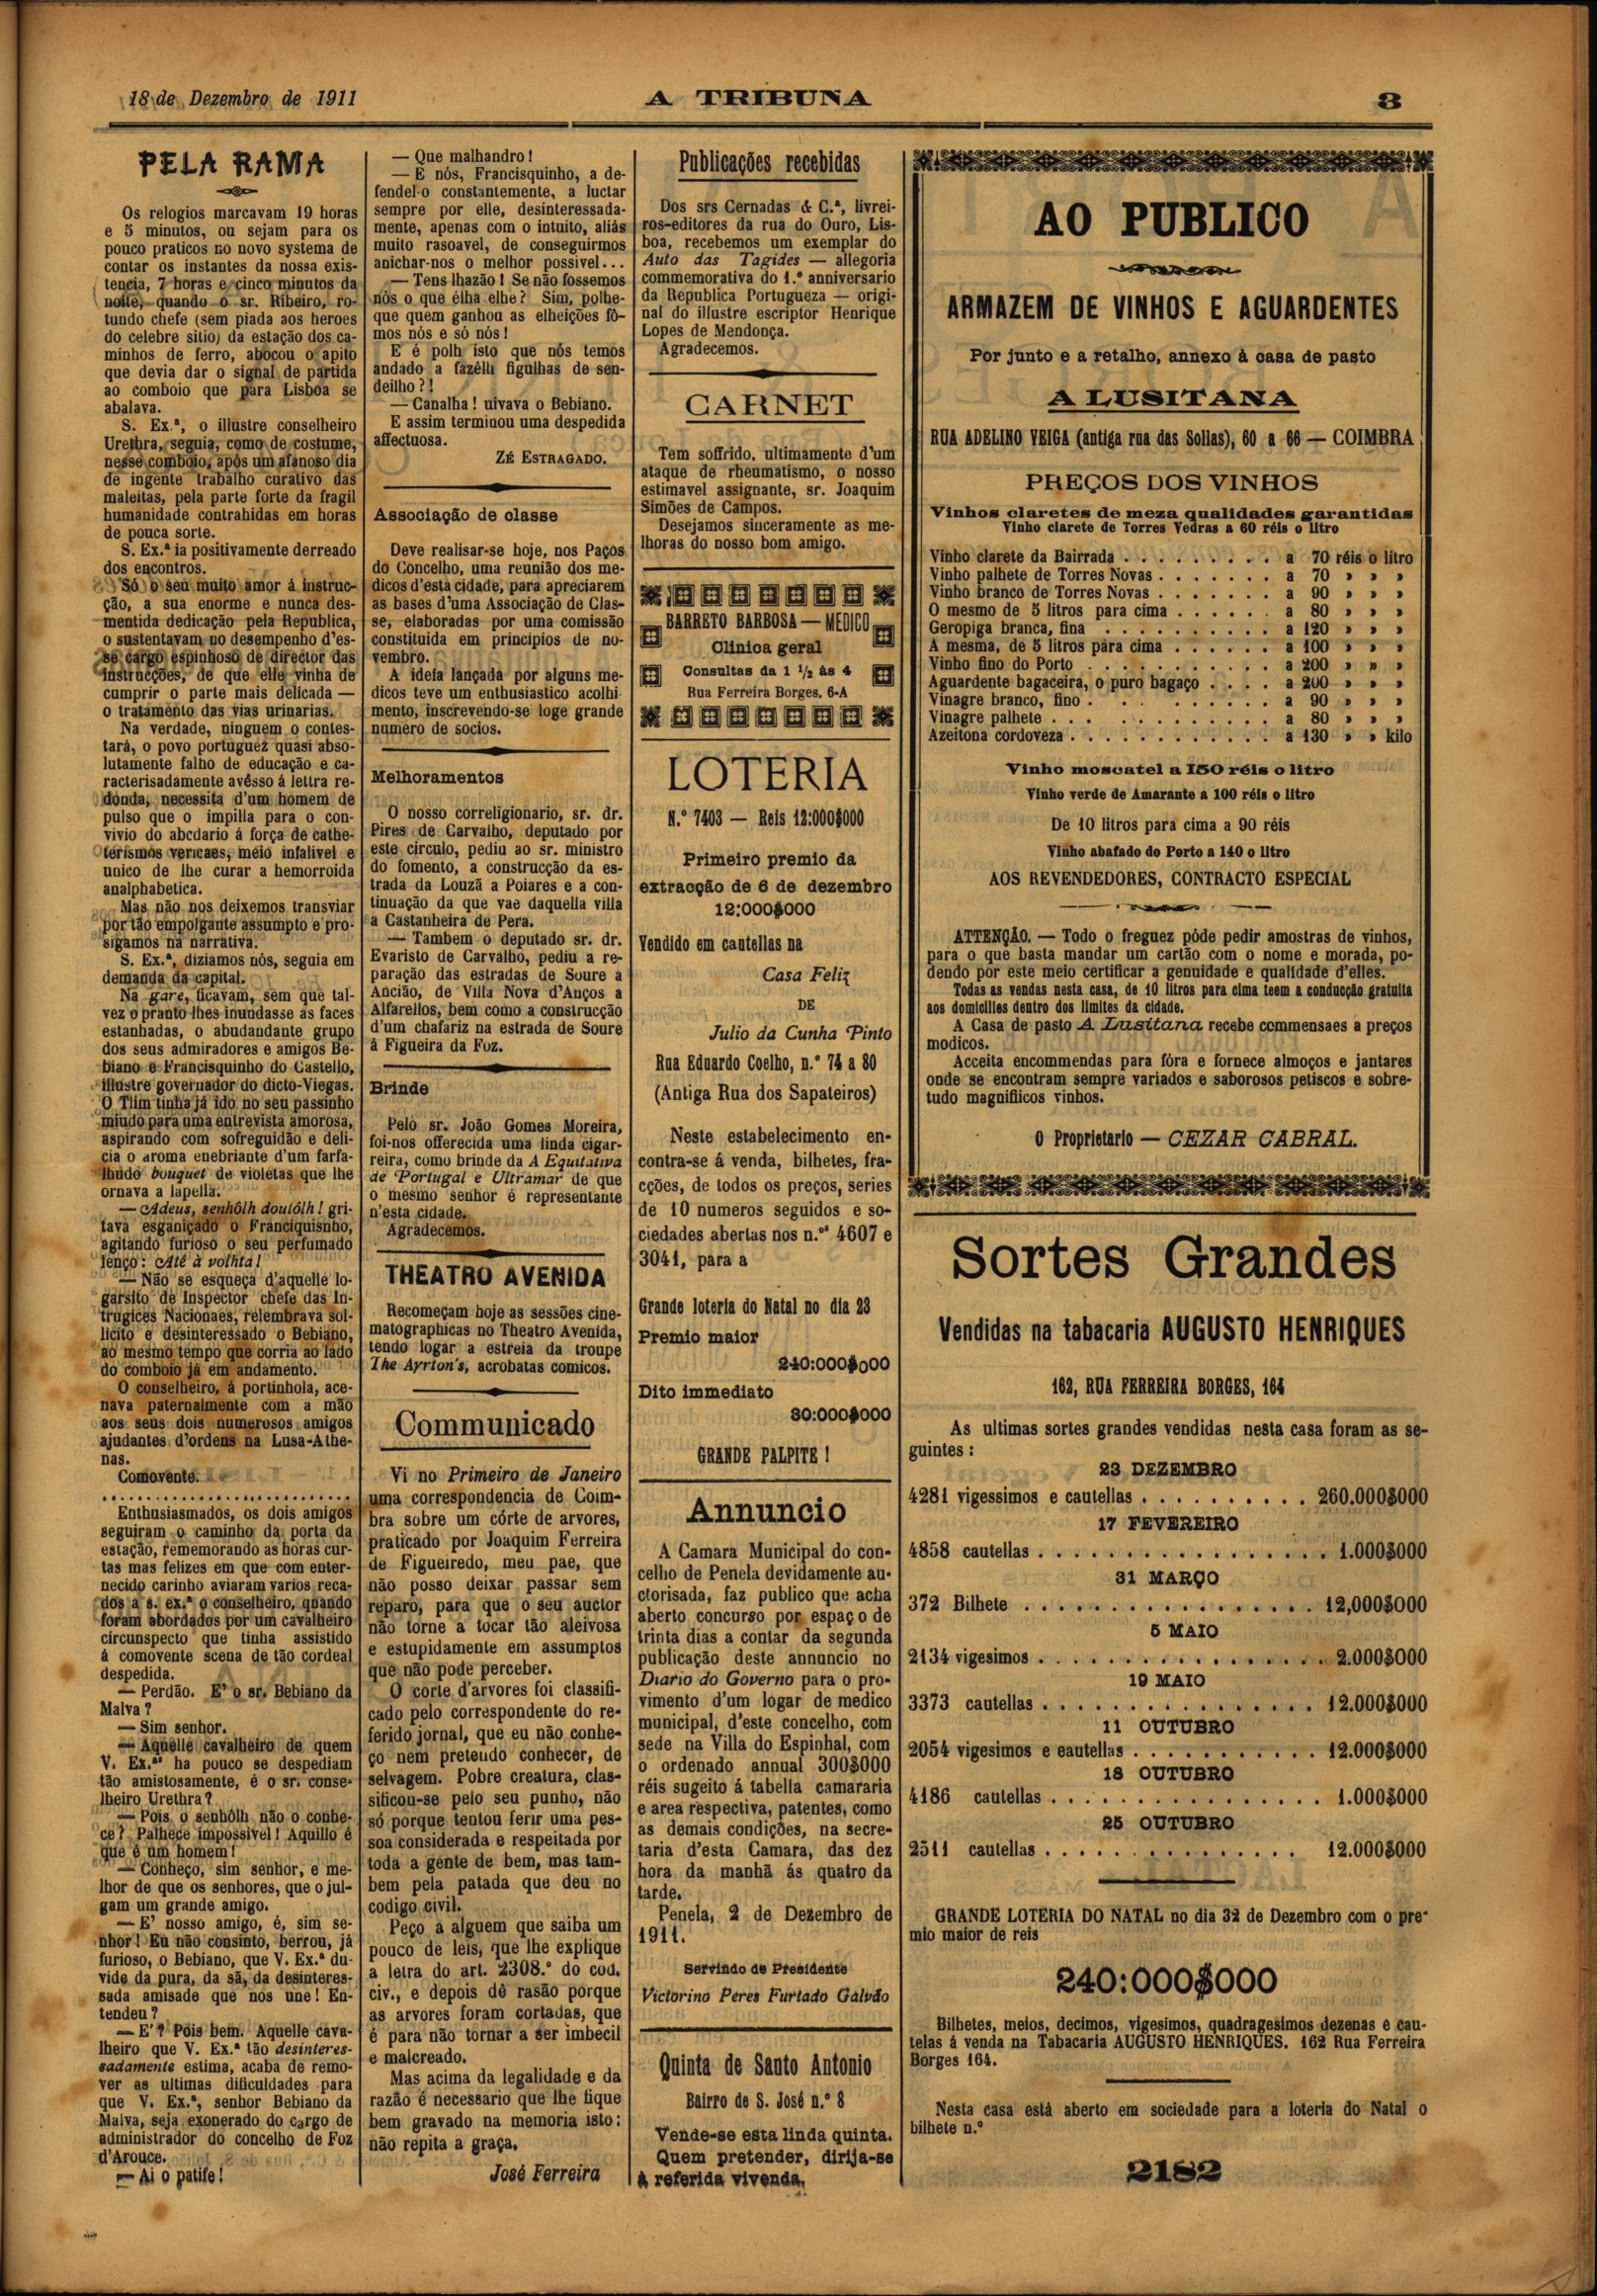 18 de Dezembro de 1911
A TRIBUNA
3
PELA RAMA
Os relogios marcavam 19 horas
e 5 minutos, ou sejam para os
pouco praticos no novo systema de
contar os instantes da nossa exis-
tencia, 7 horas e cinco minutos da
noite, quando o sr. Ribeiro, ro-
tundo chefe (sem piada aos heroes
do celebre sitio) da estação dos ca-
minhos de ferro, abocou o apito
que devia dar o signal de partida
ao comboio que para Lisboa se
abalava.
S. Ex.ª, o illustre conselheiro
Urethra, seguia, como de costume,
nesse comboio, após um afanoso dia
de ingente trabalho curativo das
maleitas, pela parte forte da fragil
humanidade contrahidas em horas
de pouca sorte.
S. Ex.ª ia positivamente derreado
dos encontros.
Só o seu muito amor á instruc-
ção, a sua enorme e nunca des-
mentida dedicação pela Republica,
o sustentavam no desempenho d'es-
se cargo espinhoso de director das
instrucções, de que elle vinha de
cumprir o parte mais delicada —
o tratamento das vias urinarias.
Na verdade, ninguem o contes-
tará, o povo portuguez quasi abso-
lutamente falho de educação e ca-
racterisadamente avésso á lettra re-
donda, necessita d'um homem de
pulso que o impilla para o con-
vivio do abcdario á força de cathe-
terismos vericaes, meio infalivel e
unico de lhe curar a hemorroida
analphabetica.
Mas não nos deixemos transviar
por tão empolgante assumpto e pro-
sigamos na narrativa.
S. Ex.ª, diziamos nós, seguia em
demanda da capital.
Na gare, ficavam, sem que tal-
vez o pranto lhes inundasse as faces
estanhadas, o abudandante grupo
dos seus admiradores e amigos Be-
biano e Francisquinho do Castello,
illustre governador do dicto-Viegas.
O Tlim tinha já ido no seu passinho
miudo para uma entrevista amorosa,
aspirando com sofreguidão e deli-
cia o aroma enebriante d'um farfa-
lhudo bouquet de violetas que lhe
ornava a lapella.
— Adeus, senhôlh doutôlh! gri-
tava esganiçado o Franciquisnho,
agitando furioso o seu perfumado
lenço: Até à volhta!
— Não se esqueça d'aquelle lo-
garsito de Inspector chefe das In-
trugices Nacionaes, relembrava sol-
licito e desinteressado o Bebiano,
ao mesmo tempo que corria ao lado
do comboio já em andamento.
O conselheiro, á portinhola, ace-
nava paternalmente com a mão
aos seus dois numerosos amigos
ajudantes d'ordens na Lusa-Athe-
nas.
Comovente.
Enthusiasmados, os dois amigos
seguiram o caminho da porta da
estação, rememorando as horas cur-
tas mas felizes em que com enter-
necido carinho aviaram varios reca-
dos a s. ex.ª o conselheiro, quando
foram abordados por um cavalheiro
circunspecto que tinha assistido
á comovente scena de tão cordeal
despedida.
— Perdão. E' o sr. Bebiano da
Malva?
— Sim senhor.
— Aquelle cavalheiro de quem
V. Ex.ªˢ ha pouco se despediam
tão amistosamente, é o sr. conse-
lheiro Urethra?
— Pois o senhôlh não o conhe-
ce? Palhece impossivel! Aquillo é
que é um homem!
— Conheço, sim senhor, e me-
lhor de que os senhores, que o jul-
gam um grande amigo.
— E' nosso amigo, é, sim se-
nhor! Eu não consinto, berrou, já
furioso, o Bebiano, que V. Ex.ª du-
vide da pura, da sã, da desinteres-
sada amisade que nos une! En-
tendeu?
— E'? Pois bem. Aquelle cava-
lheiro que V. Ex.ª tão desinteres-
sadamente estima, acaba de remo-
ver as ultimas dificuldades para
que V. Ex.ª, senhor Bebiano da
Malva, seja exonerado do cargo de
administrador do concelho de Foz
d'Arouce.
— Ai o patife!
— Que malhandro!
— E nós, Francisquinho, a de-
fendel-o constantemente, a luctar
sempre por elle, desinteressada-
mente, apenas com o intuito, aliás
muito rasoavel, de conseguirmos
anichar-nos o melhor possivel...
— Tens lhazão! Se não fossemos
nós o que élha elhe? Sim, polhe-
que quem ganhou as elheições fô-
mos nós e só nós!
E é polh isto que nós temos
andado a fazêlh figulhas de sen-
deilho?!
— Canalha! uivava o Bebiano.
E assim terminou uma despedida
affectuosa.
ZÉ ESTRAGADO.
Associação de classe
Deve realisar-se hoje, nos Paços
do Concelho, uma reunião dos me-
dicos d'esta cidade, para apreciarem
as bases d'uma Associação de Clas-
se, elaboradas por uma comissão
constituida em principios de no-
vembro.
A ideia lançada por alguns me-
dicos teve um enthusiastico acolhi-
mento, inscrevendo-se loge grande
numero de socios.
Melhoramentos
O nosso correligionario, sr. dr.
Pires de Carvalho, deputado por
este circulo, pediu ao sr. ministro
do fomento, a construcção da es-
trada da Louzã a Poiares e a con-
tinuação da que vae daquella villa
a Castanheira de Pera.
— Tambem o deputado sr. dr.
Evaristo de Carvalho, pediu a re-
paração das estradas de Soure a
Ancião, de Villa Nova d'Anços a
Alfarellos, bem como a construcção
d'um chafariz na estrada de Soure
á Figueira da Foz.
Brinde
Pelo sr. João Gomes Moreira,
foi-nos offerecida uma linda cigar-
reira, como brinde da A Equitativa
de Portugal e Ultramar de que
o mesmo senhor é representante
n'esta cidade.
Agradecemos.
THEATRO AVENIDA
Recomeçam hoje as sessões cine-
matographicas no Theatro Avenida,
tendo logar a estreia da troupe
The Ayrton's, acrobatas comicos.
Communicado
Vi no Primeiro de Janeiro
uma correspondencia de Coim-
bra sobre um córte de arvores,
praticado por Joaquim Ferreira
de Figueiredo, meu pae, que
não posso deixar passar sem
reparo, para que o seu auctor
não torne a tocar tão aleivosa
e estupidamente em assumptos
que não pode perceber.
O corte d'arvores foi classifi-
cado pelo correspondente do re-
ferido jornal, que eu não conhe-
ço nem pretendo conhecer, de
selvagem. Pobre creatura, clas-
sificou-se pelo seu punho, não
só porque tentou ferir uma pes-
soa considerada e respeitada por
toda a gente de bem, mas tam-
bem pela patada que deu no
codigo civil.
Peço a alguem que saiba um
pouco de leis, que lhe explique
a letra do art. 2308.º do cod.
civ., e depois dê rasão porque
as arvores foram cortadas, que
é para não tornar a ser imbecil
e malcreado.
Mas acima da legalidade e da
razão é necessario que lhe fique
bem gravado na memoria isto:
não repita a graça.
José Ferreira
Publicações recebidas
Dos srs Cernadas & C.ª, livrei-
ros-editores da rua do Ouro, Lis-
boa, recebemos um exemplar do
Auto das Tagides — allegoria
commemorativa do 1.º anniversario
da Republica Portugueza — origi-
nal do illustre escriptor Henrique
Lopes de Mendonça.
Agradecemos.
CARNET
Tem soffrido, ultimamente d'um
ataque de rheumatismo, o nosso
estimavel assignante, sr. Joaquim
Simões de Campos.
Desejamos sinceramente as me-
lhoras do nosso bom amigo.
BARRETO BARBOSA — MEDICO
Clinica geral
Consultas da 1 1/2 ás 4
Rua Ferreira Borges, 6-A
LOTERIA
N.º 7403 — Reis 12:000$000
Primeiro premio da
extracção de 6 de dezembro
12:000$000
Vendido em cautellas na
Casa Feliz
DE
Julio da Cunha Pinto
Rua Eduardo Coelho, n.º 74 a 80
(Antiga Rua dos Sapateiros)
Neste estabelecimento en-
contra-se á venda, bilhetes, fra-
cções, de todos os preços, series
de 10 numeros seguidos e so-
ciedades abertas nos n.ºˢ 4607 e
3041, para a
Grande loteria do Natal no dia 23
Premio maior
240:000$000
Dito immediato
30:000$000
GRANDE PALPITE!
Annuncio
A Camara Municipal do con-
celho de Penela devidamente au-
ctorisada, faz publico que acha
aberto concurso por espaço de
trinta dias a contar da segunda
publicação deste annuncio no
Diario do Governo para o pro-
vimento d'um logar de medico
municipal, d'este concelho, com
sede na Villa do Espinhal, com
o ordenado annual 300$000
réis sugeito á tabella camararia
e area respectiva, patentes, como
as demais condições, na secre-
taria d'esta Camara, das dez
hora da manhã ás quatro da
tarde.
Penela, 2 de Dezembro de
1911.
Servindo de Presidente
Victorino Peres Furtado Galvão
Quinta de Santo Antonio
Bairro de S. José n.º 8
Vende-se esta linda quinta.
Quem pretender, dirija-se
à referida vivenda.
AO PUBLICO
ARMAZEM DE VINHOS E AGUARDENTES
Por junto e a retalho, annexo à casa de pasto
A LUSITANA
RUA ADELINO VEIGA (antiga rua das Sollas), 60 a 66 — COIMBRA
PREÇOS DOS VINHOS
Vinhos claretes de meza qualidades garantidas
Vinho clarete de Torres Vedras a 60 réis o litro
Vinho clarete da Bairrada . . . . . . . . . . a 70 réis o litro
Vinho palhete de Torres Novas . . . . . . . a 70 » » »
Vinho branco de Torres Novas . . . . . . . a 90 » » »
O mesmo de 5 litros para cima . . . . . . a 80 » » »
Geropiga branca, fina . . . . . . . . . . a 120 » » »
A mesma, de 5 litros para cima . . . . . . a 100 » » »
Vinho fino do Porto . . . . . . . . . . . a 200 » » »
Aguardente bagaceira, o puro bagaço . . . . a 200 » » »
Vinagre branco, fino . . . . . . . . . a 90 » » »
Vinagre palhete . . . . . . . . . . . . a 80 » » »
Azeitona cordoveza . . . . . . . . . . . . a 130 » » kilo
Vinho moscatel a 150 réis o litro
Vinho verde de Amarante a 100 réis o litro
De 10 litros para cima a 90 réis
Vinho abafado do Porto a 140 o litro
AOS REVENDEDORES, CONTRACTO ESPECIAL
ATTENÇÃO. — Todo o freguez póde pedir amostras de vinhos,
para o que basta mandar um cartão com o nome e morada, po-
dendo por este meio certificar a genuidade e qualidade d'elles.
Todas as vendas nesta casa, de 10 litros para cima teem a conducção gratuita
aos domicilios dentro dos limites da cidade.
A Casa de pasto A Lusitana recebe commensaes a preços
modicos.
Acceita encommendas para fóra e fornece almoços e jantares
onde se encontram sempre variados e saborosos petiscos e sobre-
tudo magnificos vinhos.
O Proprietario — CEZAR CABRAL.
Sortes Grandes
Vendidas na tabacaria AUGUSTO HENRIQUES
162, RUA FERREIRA BORGES, 164
As ultimas sortes grandes vendidas nesta casa foram as se-
guintes:
23 DEZEMBRO
4281 vigessimos e cautellas . . . . . . . . . . 260.000$000
17 FEVEREIRO
4858 cautellas . . . . . . . . . . . . . . . . . 1.000$000
31 MARÇO
372 Bilhete . . . . . . . . . . . . . . . . . 12,000$000
5 MAIO
2134 vigesimos . . . . . . . . . . . . . . . . . 2.000$000
19 MAIO
3373 cautellas . . . . . . . . . . . . . . . . 12.000$000
11 OUTUBRO
2054 vigesimos e eautellas . . . . . . . . . . . 12.000$000
18 OUTUBRO
4186 cautellas . . . . . . . . . . . . . . . . 1.000$000
25 OUTUBRO
2511 cautellas . . . . . . . . . . . . . . . 12.000$000
GRANDE LOTERIA DO NATAL no dia 32 de Dezembro com o pre-
mio maior de reis
240:000$000
Bilhetes, meios, decimos, vigesimos, quadragesimos dezenas e cau-
telas á venda na Tabacaria AUGUSTO HENRIQUES. 162 Rua Ferreira
Borges 164.
Nesta casa está aberto em sociedade para a loteria do Natal o
bilhete n.º
2182